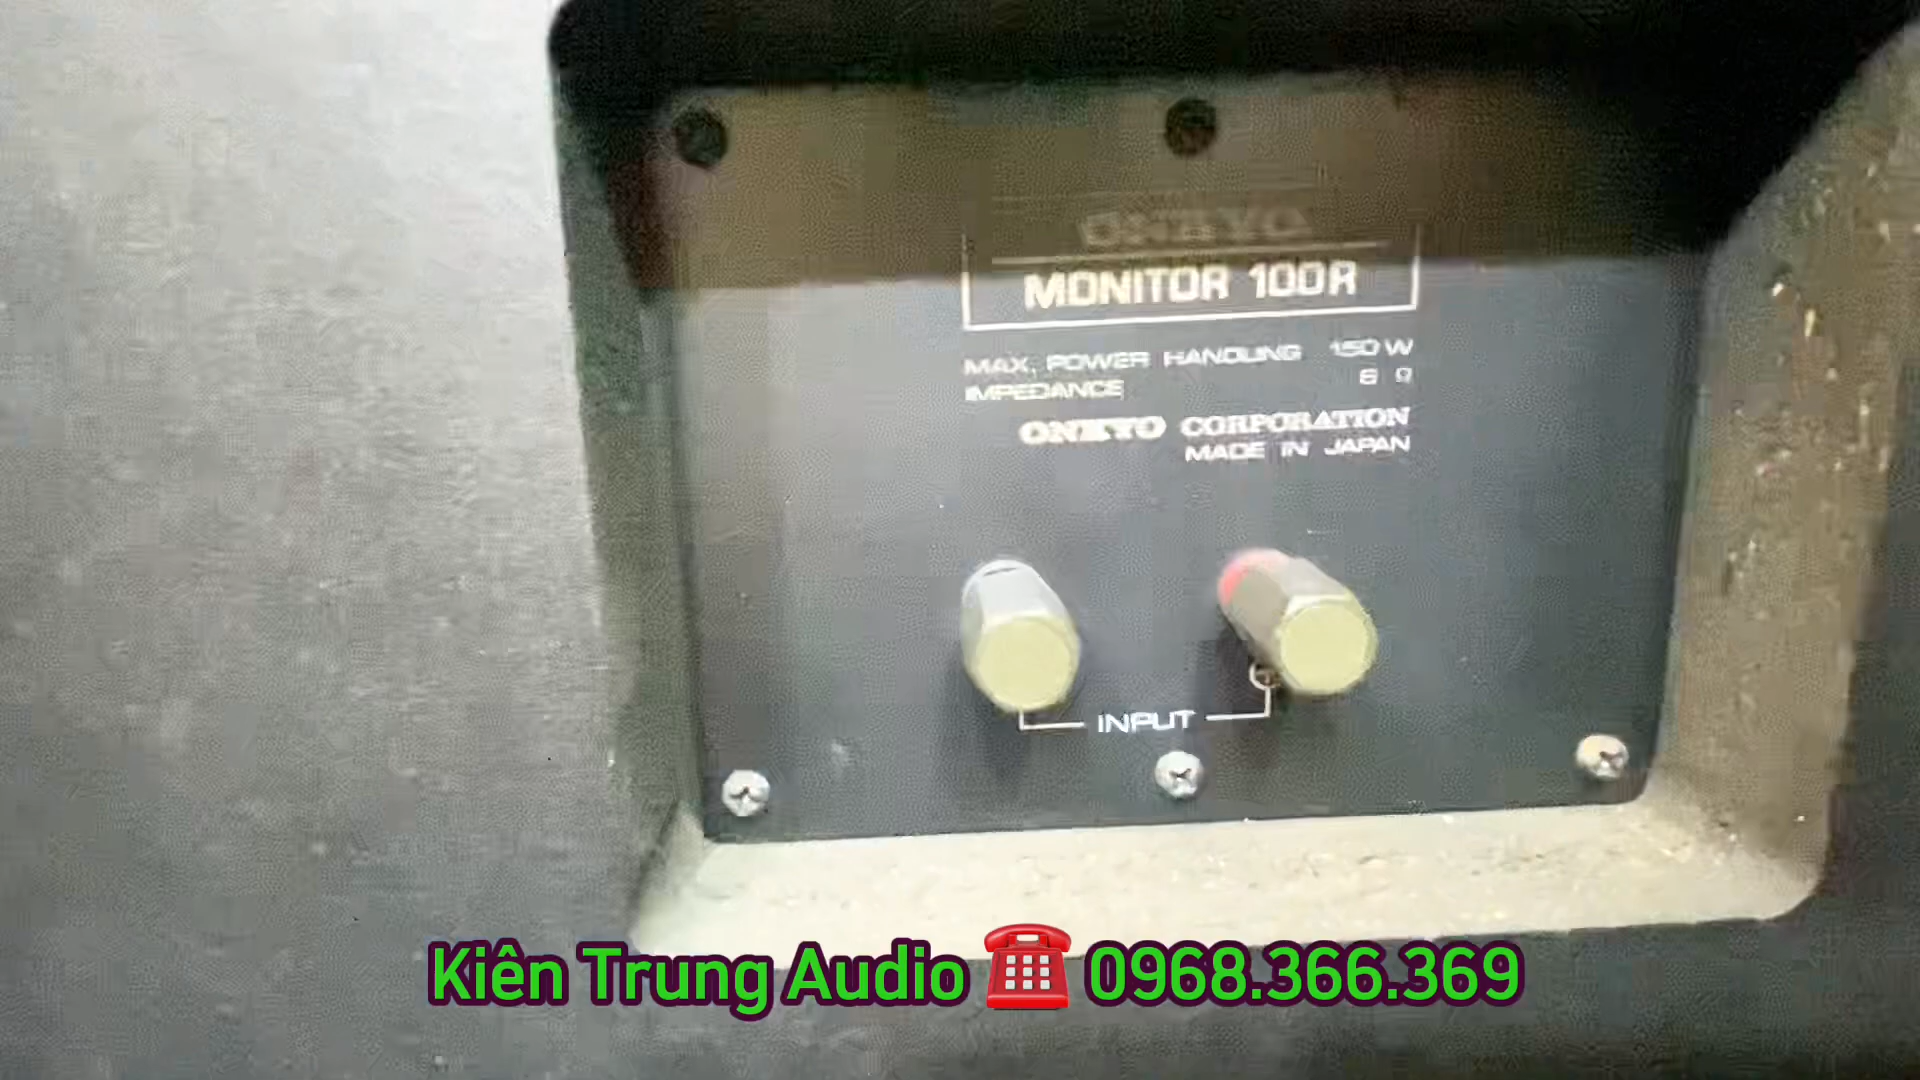 ONKYO
MONITOR 100R
MAX. POWER HANDLING 150 W
IMPEDANCE 6 Ω
ONKYO CORPORATION
MADE IN JAPAN
INPUT
Kiên Trung Audio ☎ 0968.366.369